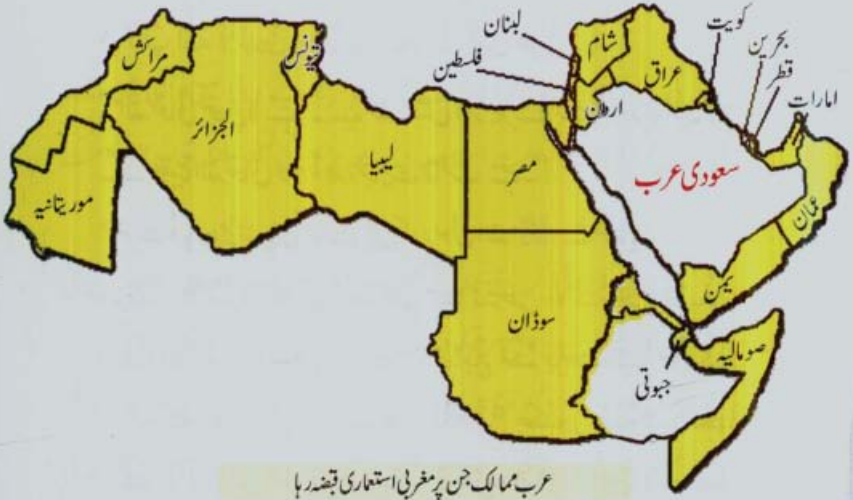 کویت
لبنان
بحرین
شام
قطر
مراکش
تیونس
فلسطین
عراق
امارات
اردن
الجزائر
لیبیا
مصر
سعودی عرب
موریتانیہ
عمان
یمن
سوڈان
صومالیہ
جبوتی
عرب ممالک جن پر مغربی استعماری قبضہ رہا